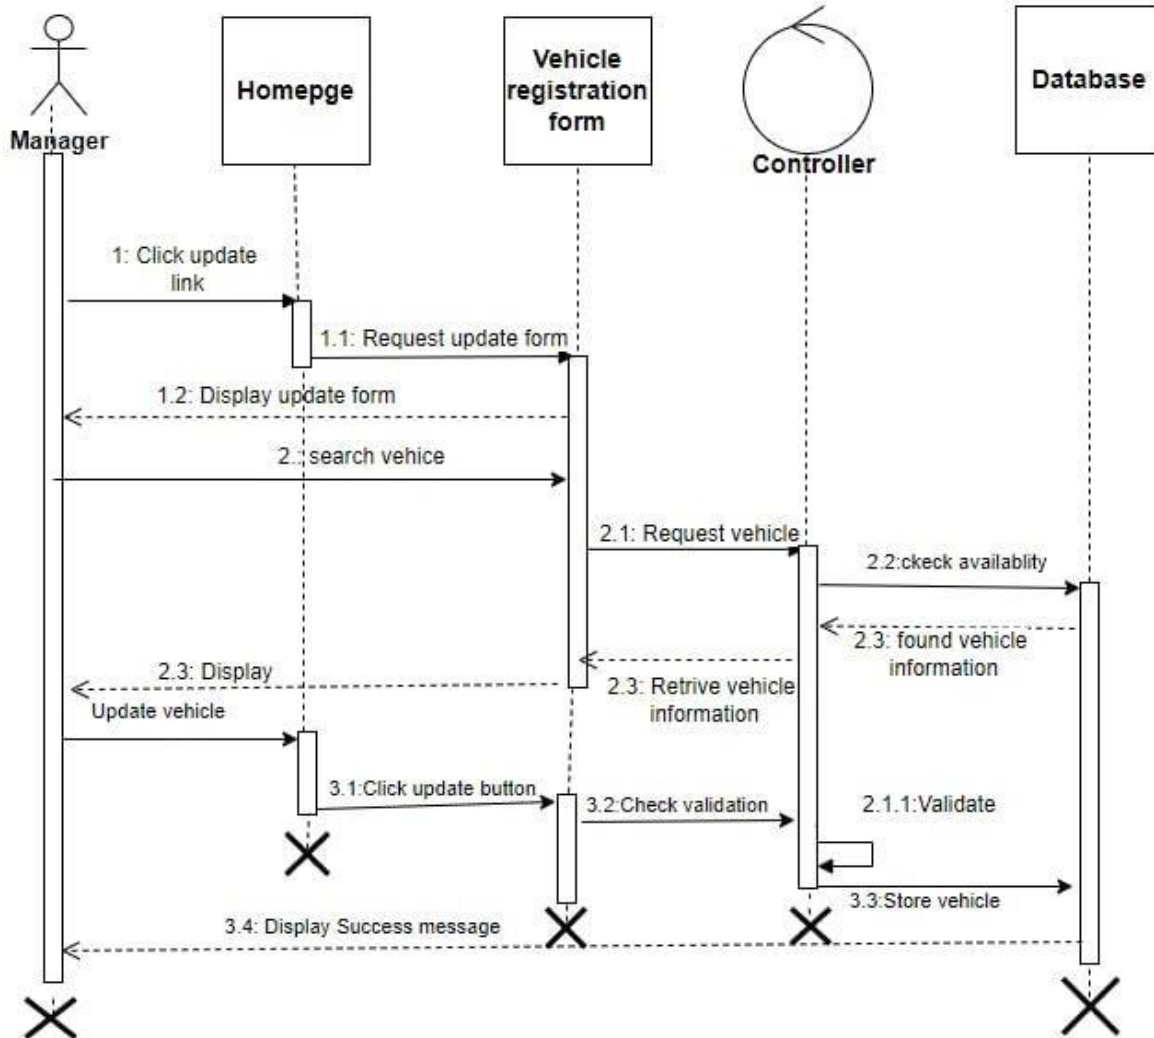 Manager
Homepge
Vehicle
registration
form
Controller
Database
1: Click update
link
1.1: Request update form
1.2: Display update form
2.: search vehice
2.1: Request vehicle
2.2:ckeck availablity
2.3: found vehicle
information
2.3: Retrive vehicle
information
2.3: Display
Update vehicle
3.1:Click update button
3.2:Check validation
2.1.1:Validate
3.3:Store vehicle
3.4: Display Success message